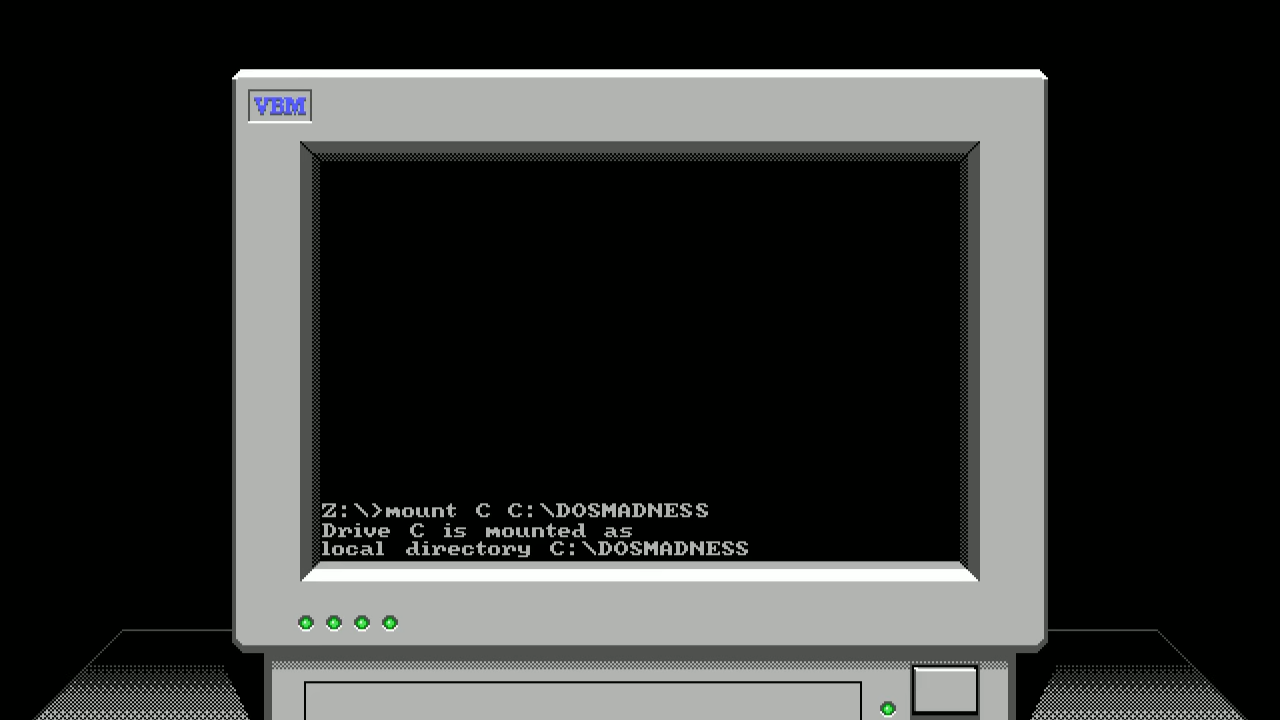 VBM
Z:\>mount C C:\DOSMADNESS
Drive C is mounted as
local directory C:\DOSMADNESS